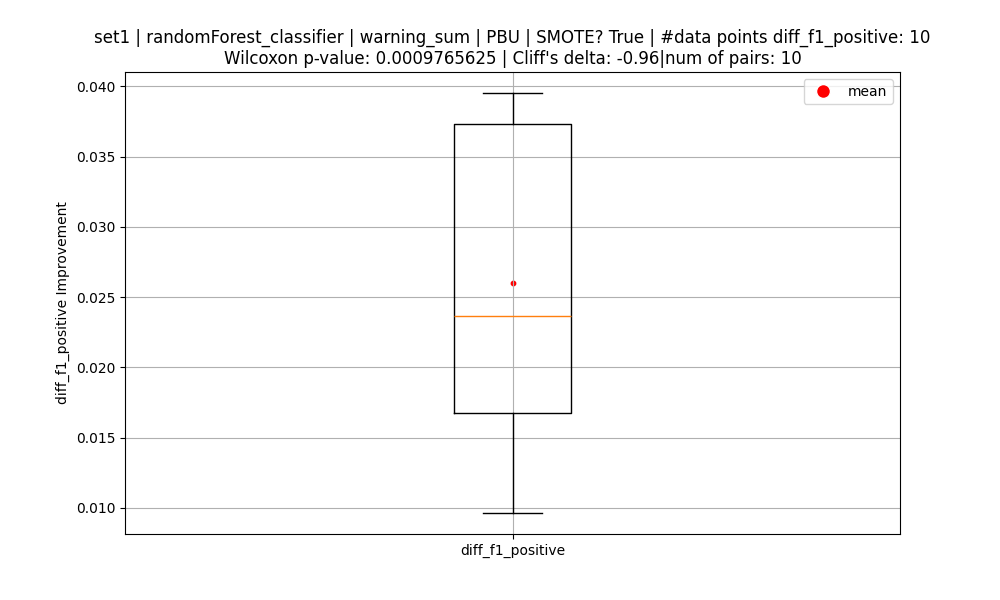 set1 | randomForest_classifier | warning_sum | PBU | SMOTE? True | #data points diff_f1_positive: 10
Wilcoxon p-value: 0.0009765625 | Cliff's delta: -0.96|num of pairs: 10
mean
0.040
0.035
0.030
0.025
0.020
0.015
0.010
diff_f1_positive Improvement
diff_f1_positive